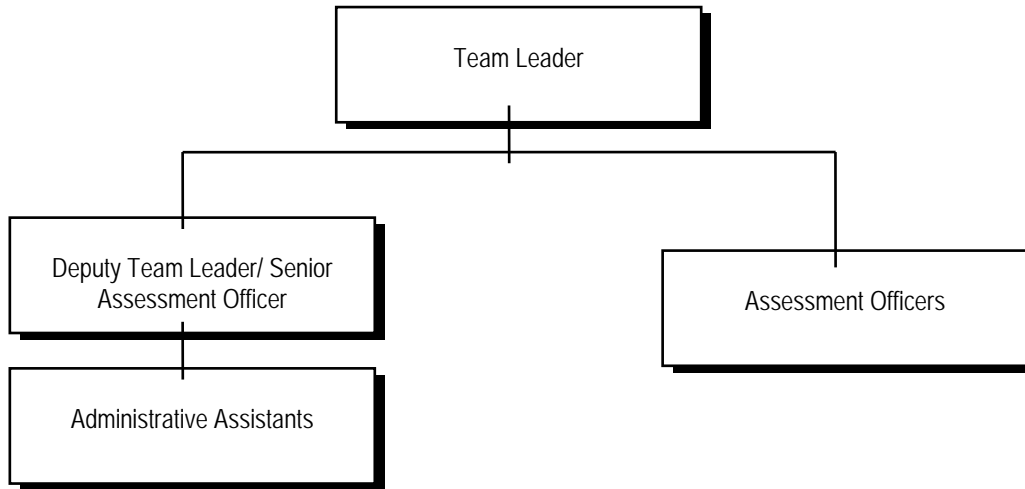 Team Leader
Deputy Team Leader/ Senior
Assessment Officer
Assessment Officers
Administrative Assistants